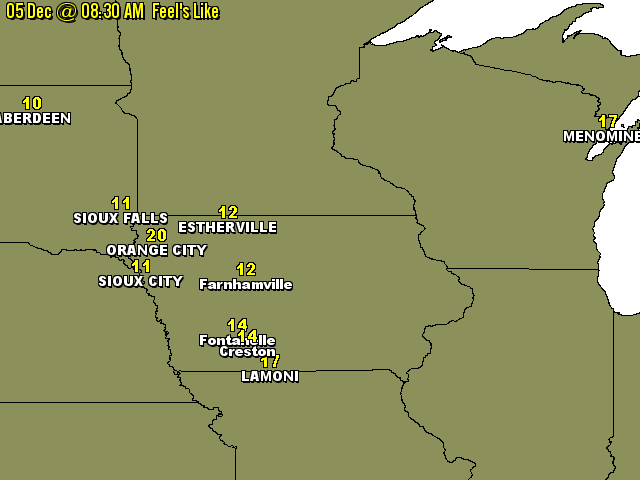 05 Dec @ 08:30 AM Feel's Like
10
ABERDEEN
17
MENOMINE
11
SIOUX FALLS
12
ESTHERVILLE
20
ORANGE CITY
11
SIOUX CITY
12
Farnhamville
14
Fontanville
14
Creston
17
LAMONI